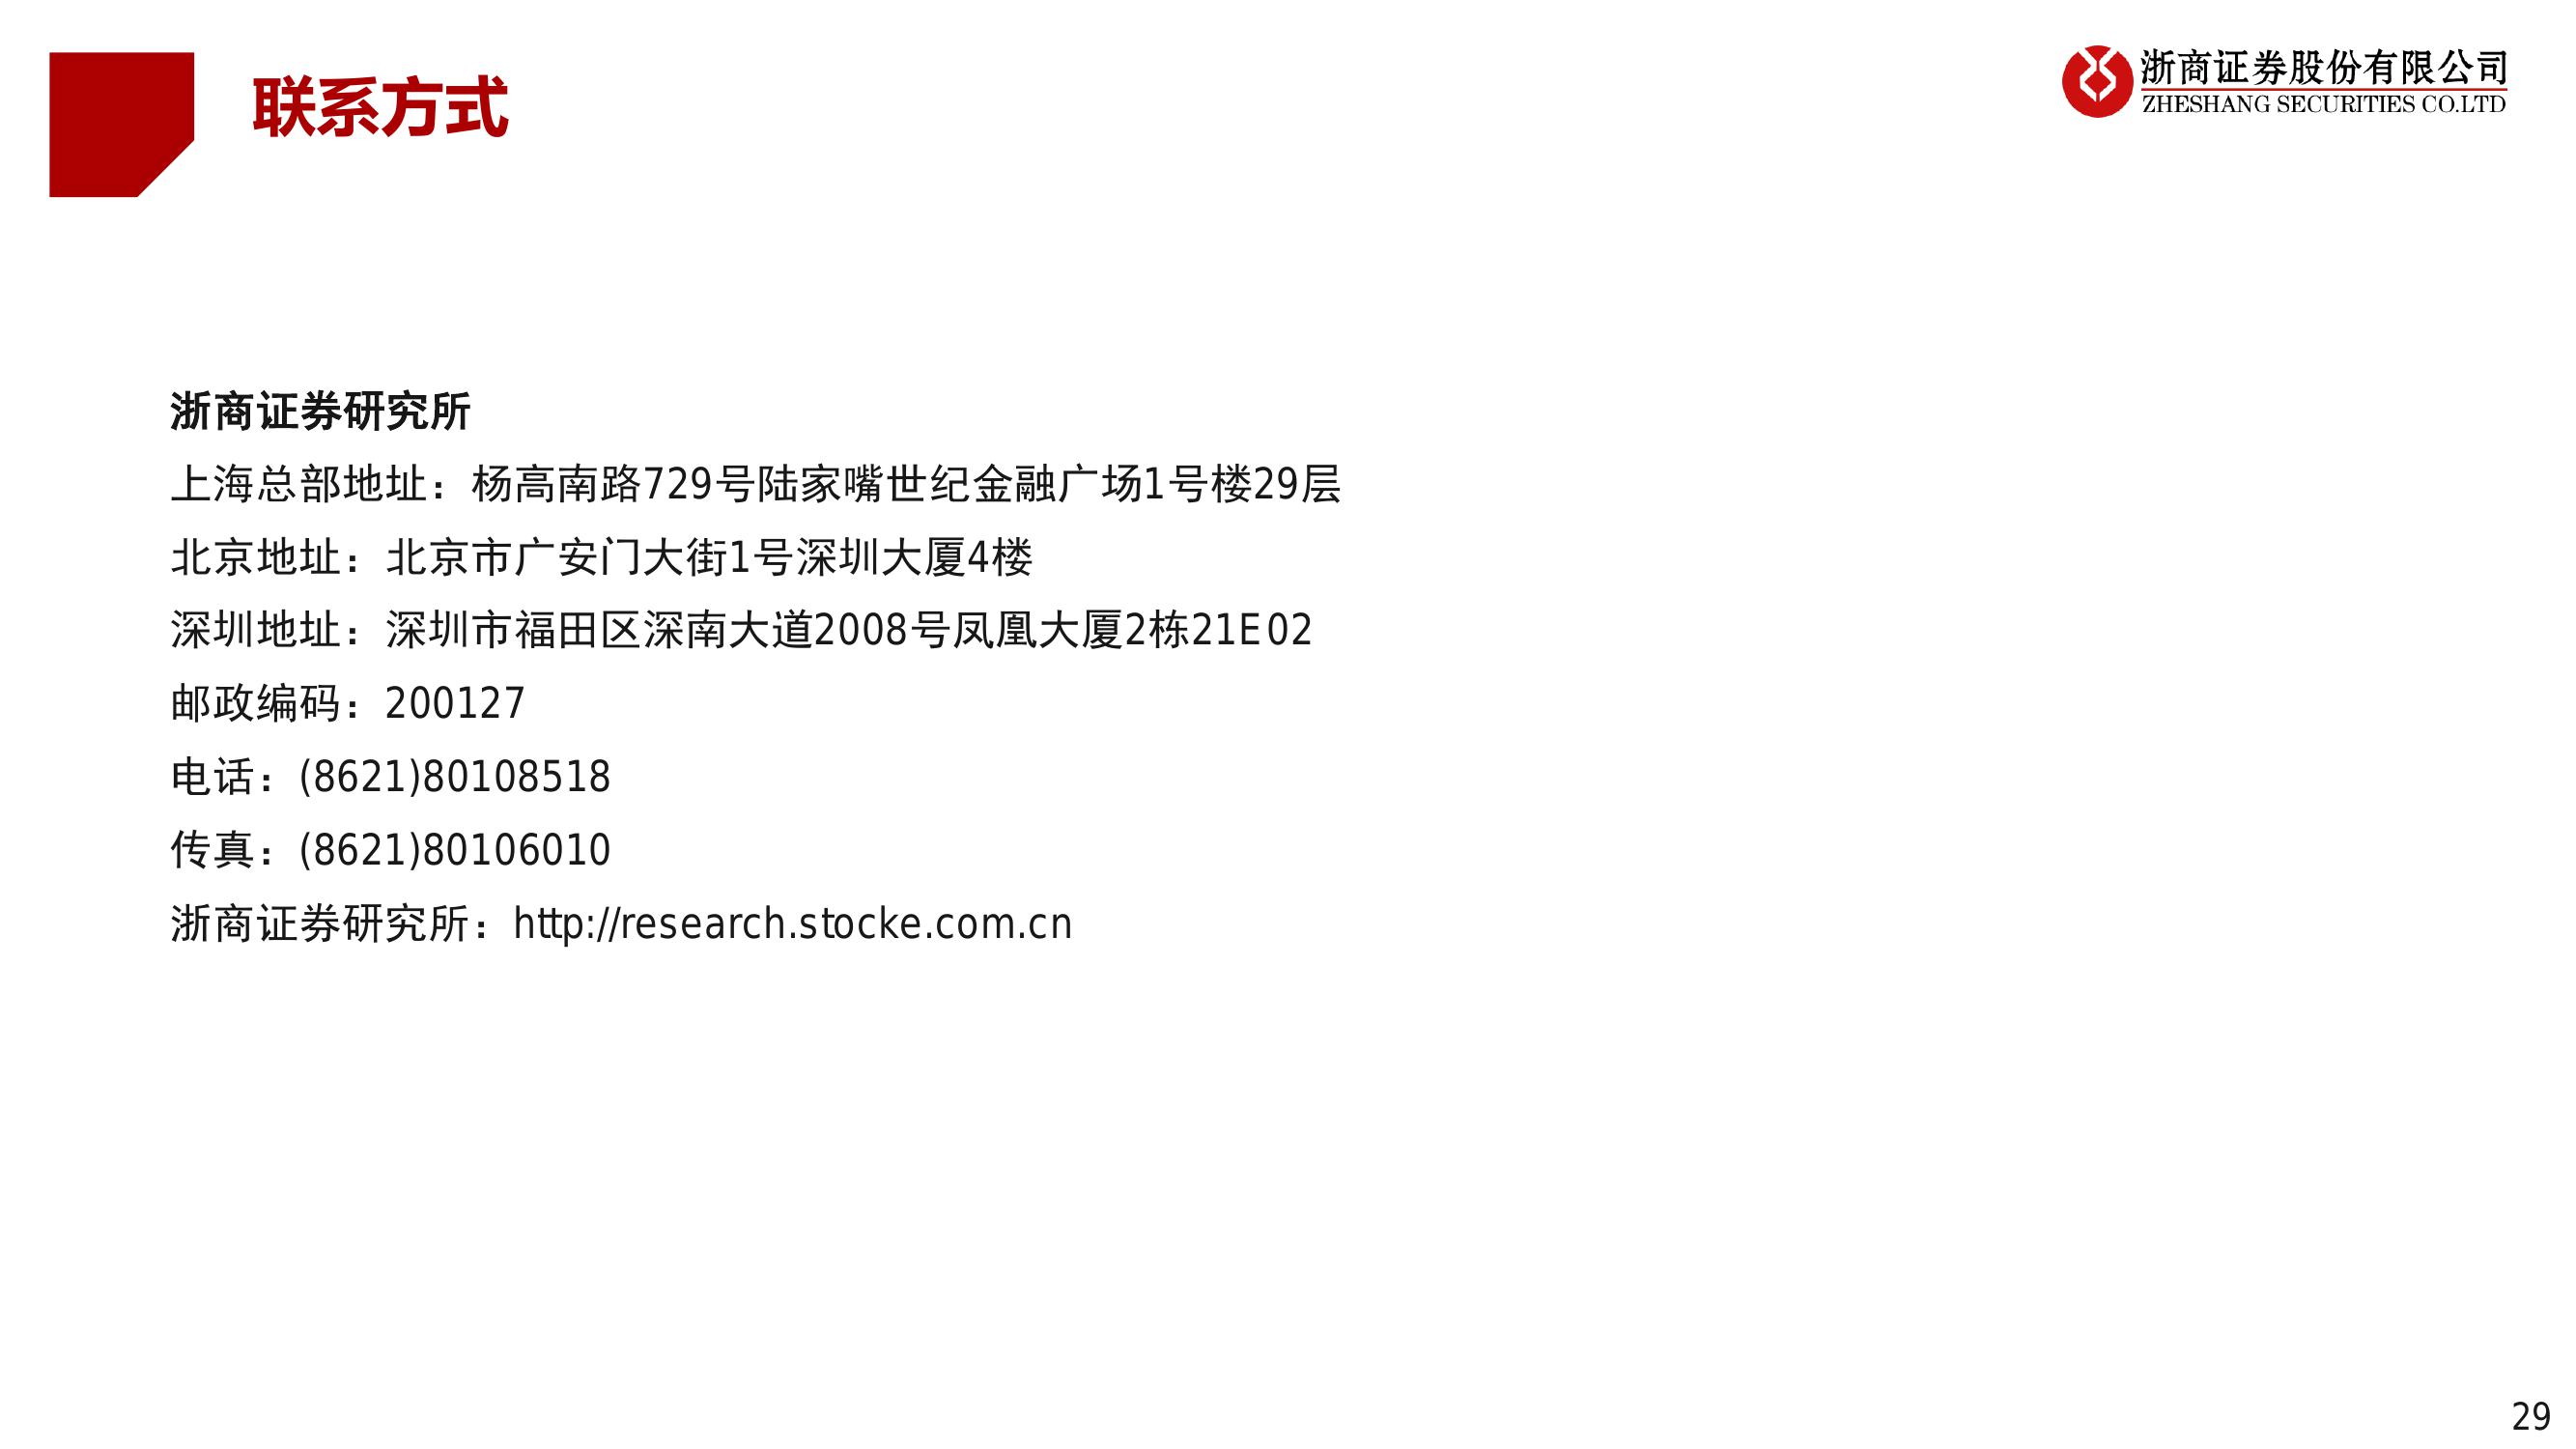 联系方式
浙商证券股份有限公司
ZHESHANG SECURITIES CO.LTD
浙商证券研究所
上海总部地址：杨高南路729号陆家嘴世纪金融广场1号楼29层
北京地址：北京市广安门大街1号深圳大厦4楼
深圳地址：深圳市福田区深南大道2008号凤凰大厦2栋21E02
邮政编码：200127
电话：(8621)80108518
传真：(8621)80106010
浙商证券研究所：http://research.stocke.com.cn
29